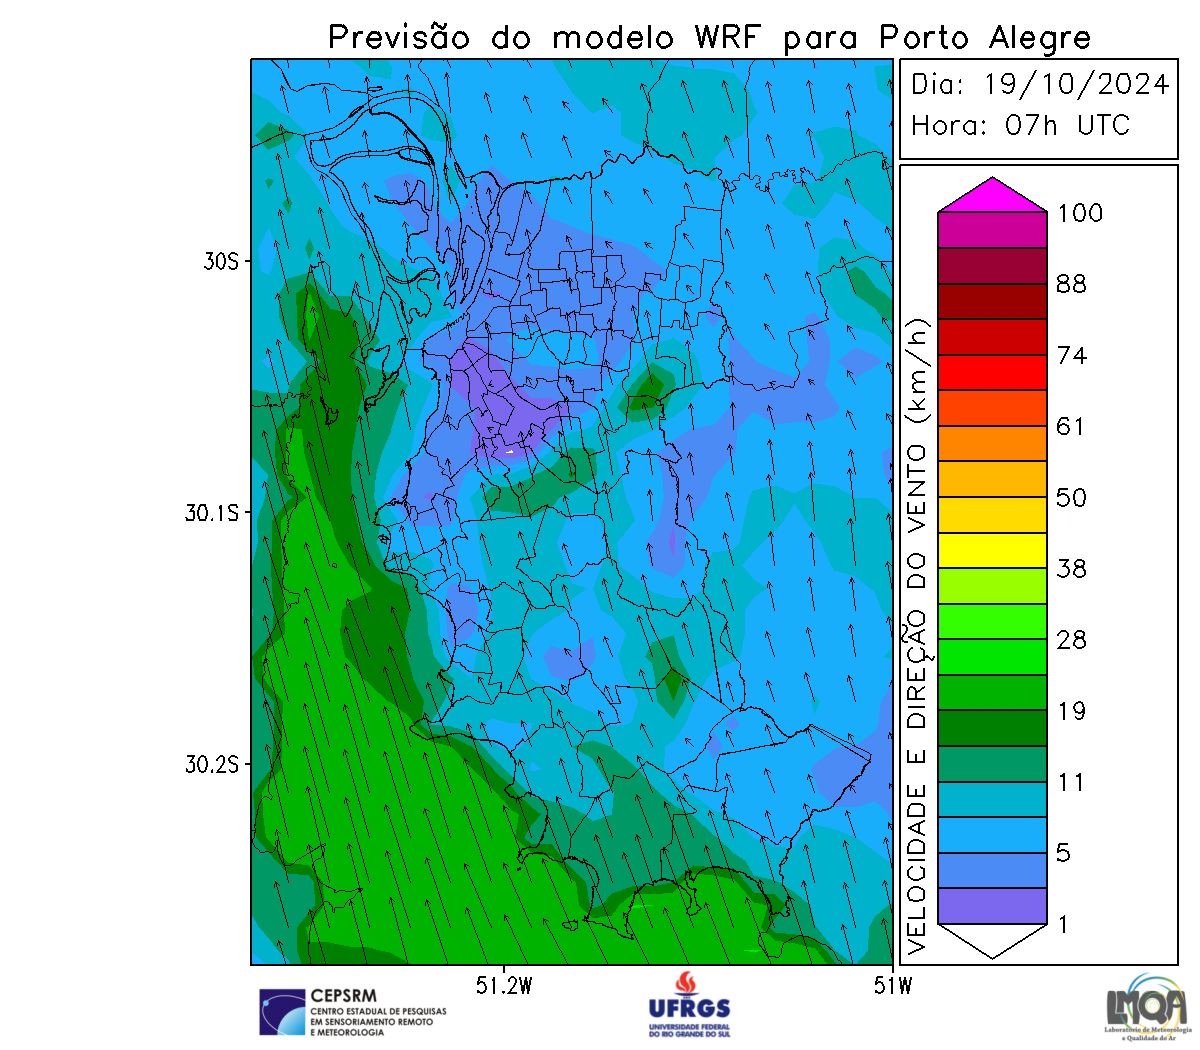 Previsão do modelo WRF para Porto Alegre
Dia: 19/10/2024
Hora: 07h UTC
30S
30.1S
30.2S
51.2W
51W
VELOCIDADE E DIREÇÃO DO VENTO (km/h)
100
88
74
61
50
38
28
19
11
5
1
CEPSRM
CENTRO ESTADUAL DE PESQUISAS
EM SENSORIAMENTO REMOTO
E METEOROLOGIA
UFRGS
UNIVERSIDADE FEDERAL
DO RIO GRANDE DO SUL
LMQA
Laboratório de Meteorologia
e Qualidade do Ar